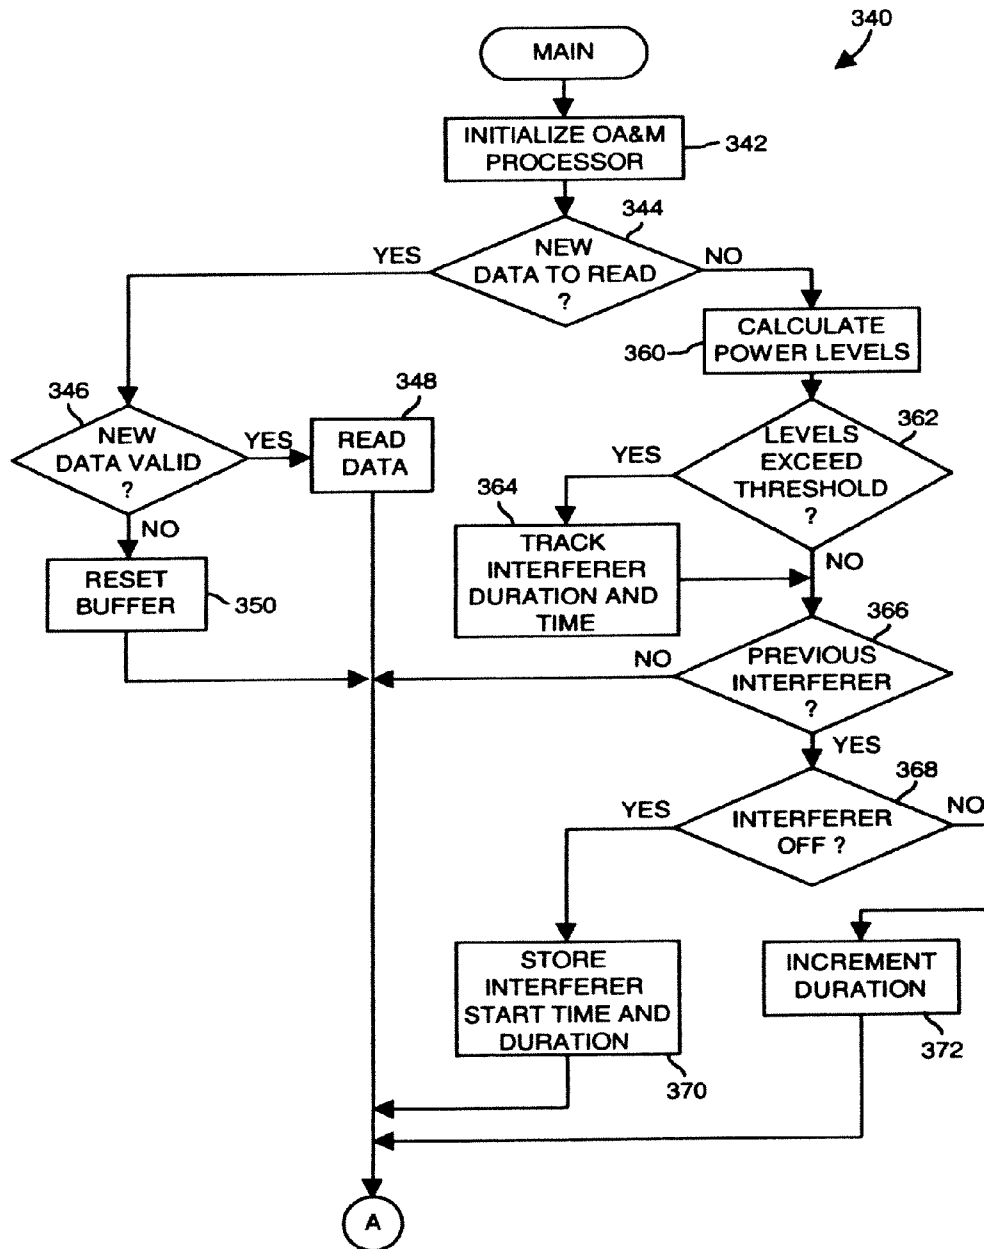 340
MAIN
INITIALIZE OA&M
PROCESSOR
342
344
YES
NEW
DATA TO READ
?
NO
CALCULATE
POWER LEVELS
360
346
NEW
DATA VALID
?
YES
348
READ
DATA
362
LEVELS
EXCEED
THRESHOLD
?
YES
364
TRACK
INTERFERER
DURATION AND
TIME
NO
NO
RESET
BUFFER
350
366
NO
PREVIOUS
INTERFERER
?
YES
368
YES
INTERFERER
OFF ?
NO
STORE
INTERFERER
START TIME AND
DURATION
370
INCREMENT
DURATION
372
A